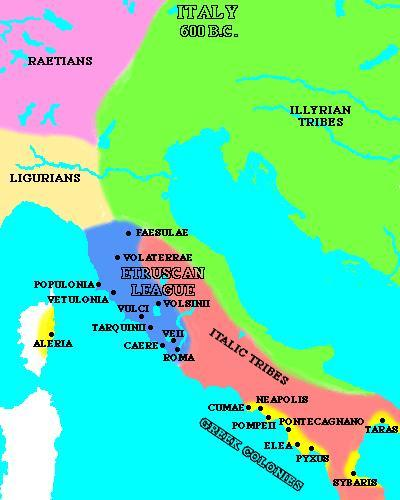 ITALY
600 B.C.
RAETIANS
ILLYRIAN
TRIBES
LIGURIANS
FAESULAE
VOLATERRAE
ETRUSCAN
LEAGUE
POPULONIA
VETULONIA
VOLSINII
VULCI
TARQUINII
VEII
CAERE
ROMA
ALERIA
ITALIC TRIBES
NEAPOLIS
CUMAE
POMPEII
PONTECAGNANO
TARAS
ELEA
PYXUS
GREEK COLONIES
SYBARIS